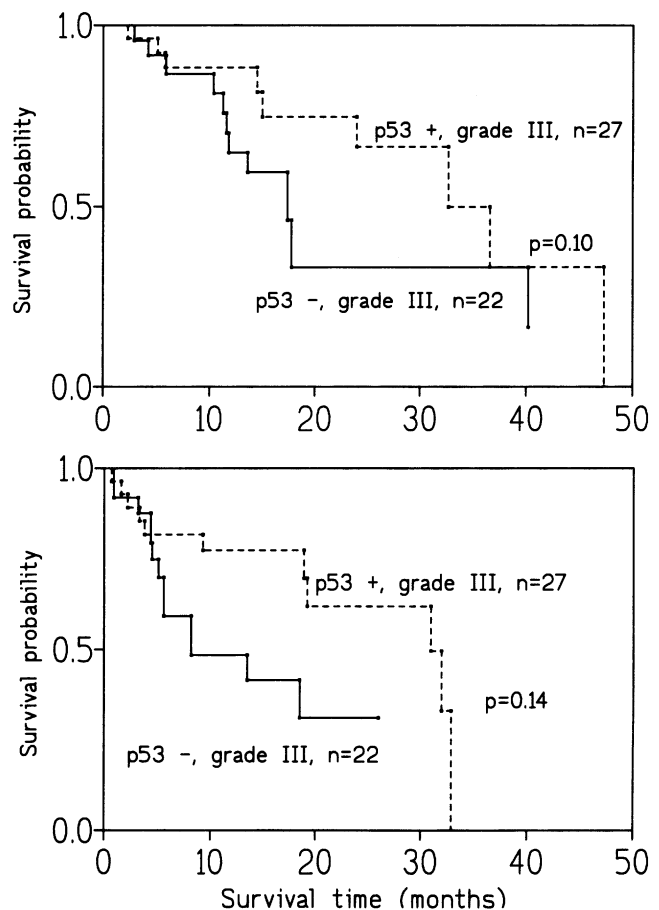 1.0
Survival probability
p53 +, grade III, n=27
0.5
p=0.10
p53 -, grade III, n=22
0.0
0 10 20 30 40 50
1.0
Survival probability
p53 +, grade III, n=27
0.5
p=0.14
p53 -, grade III, n=22
0.0
0 10 20 30 40 50
Survival time (months)